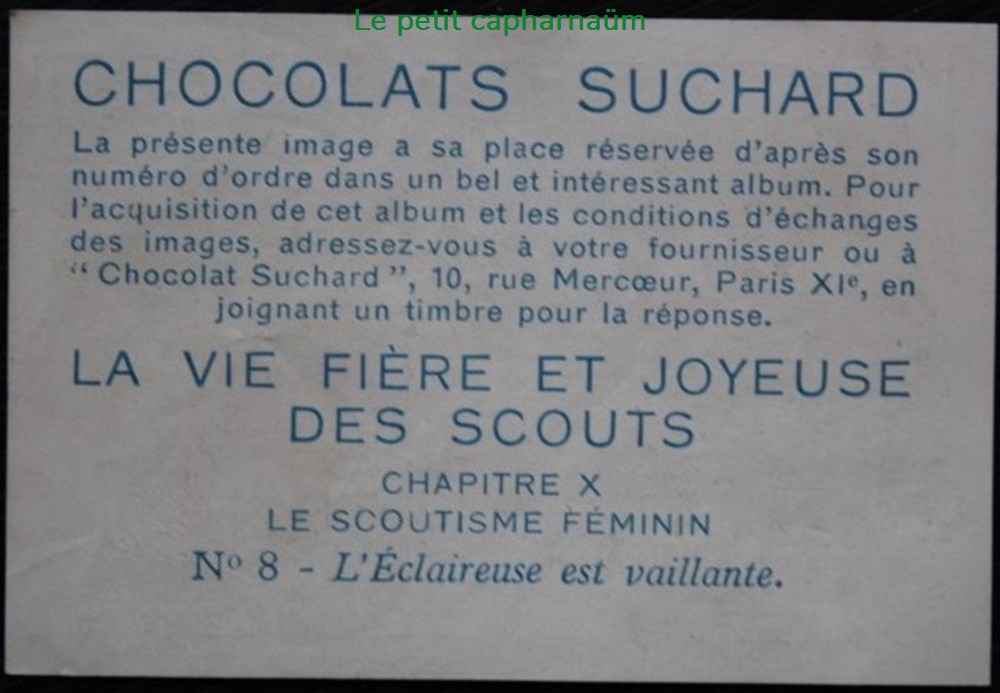 Le petit capharnaüm
CHOCOLATS SUCHARD
La présente image a sa place réservée d'après son
numéro d'ordre dans un bel et intéressant album. Pour
l'acquisition de cet album et les conditions d'échanges
des images, adressez-vous à votre fournisseur ou à
“ Chocolat Suchard ”, 10, rue Mercœur, Paris XIᵉ, en
joignant un timbre pour la réponse.
LA VIE FIÈRE ET JOYEUSE
DES SCOUTS
CHAPITRE X
LE SCOUTISME FÉMININ
Nº 8 - L'Éclaireuse est vaillante.